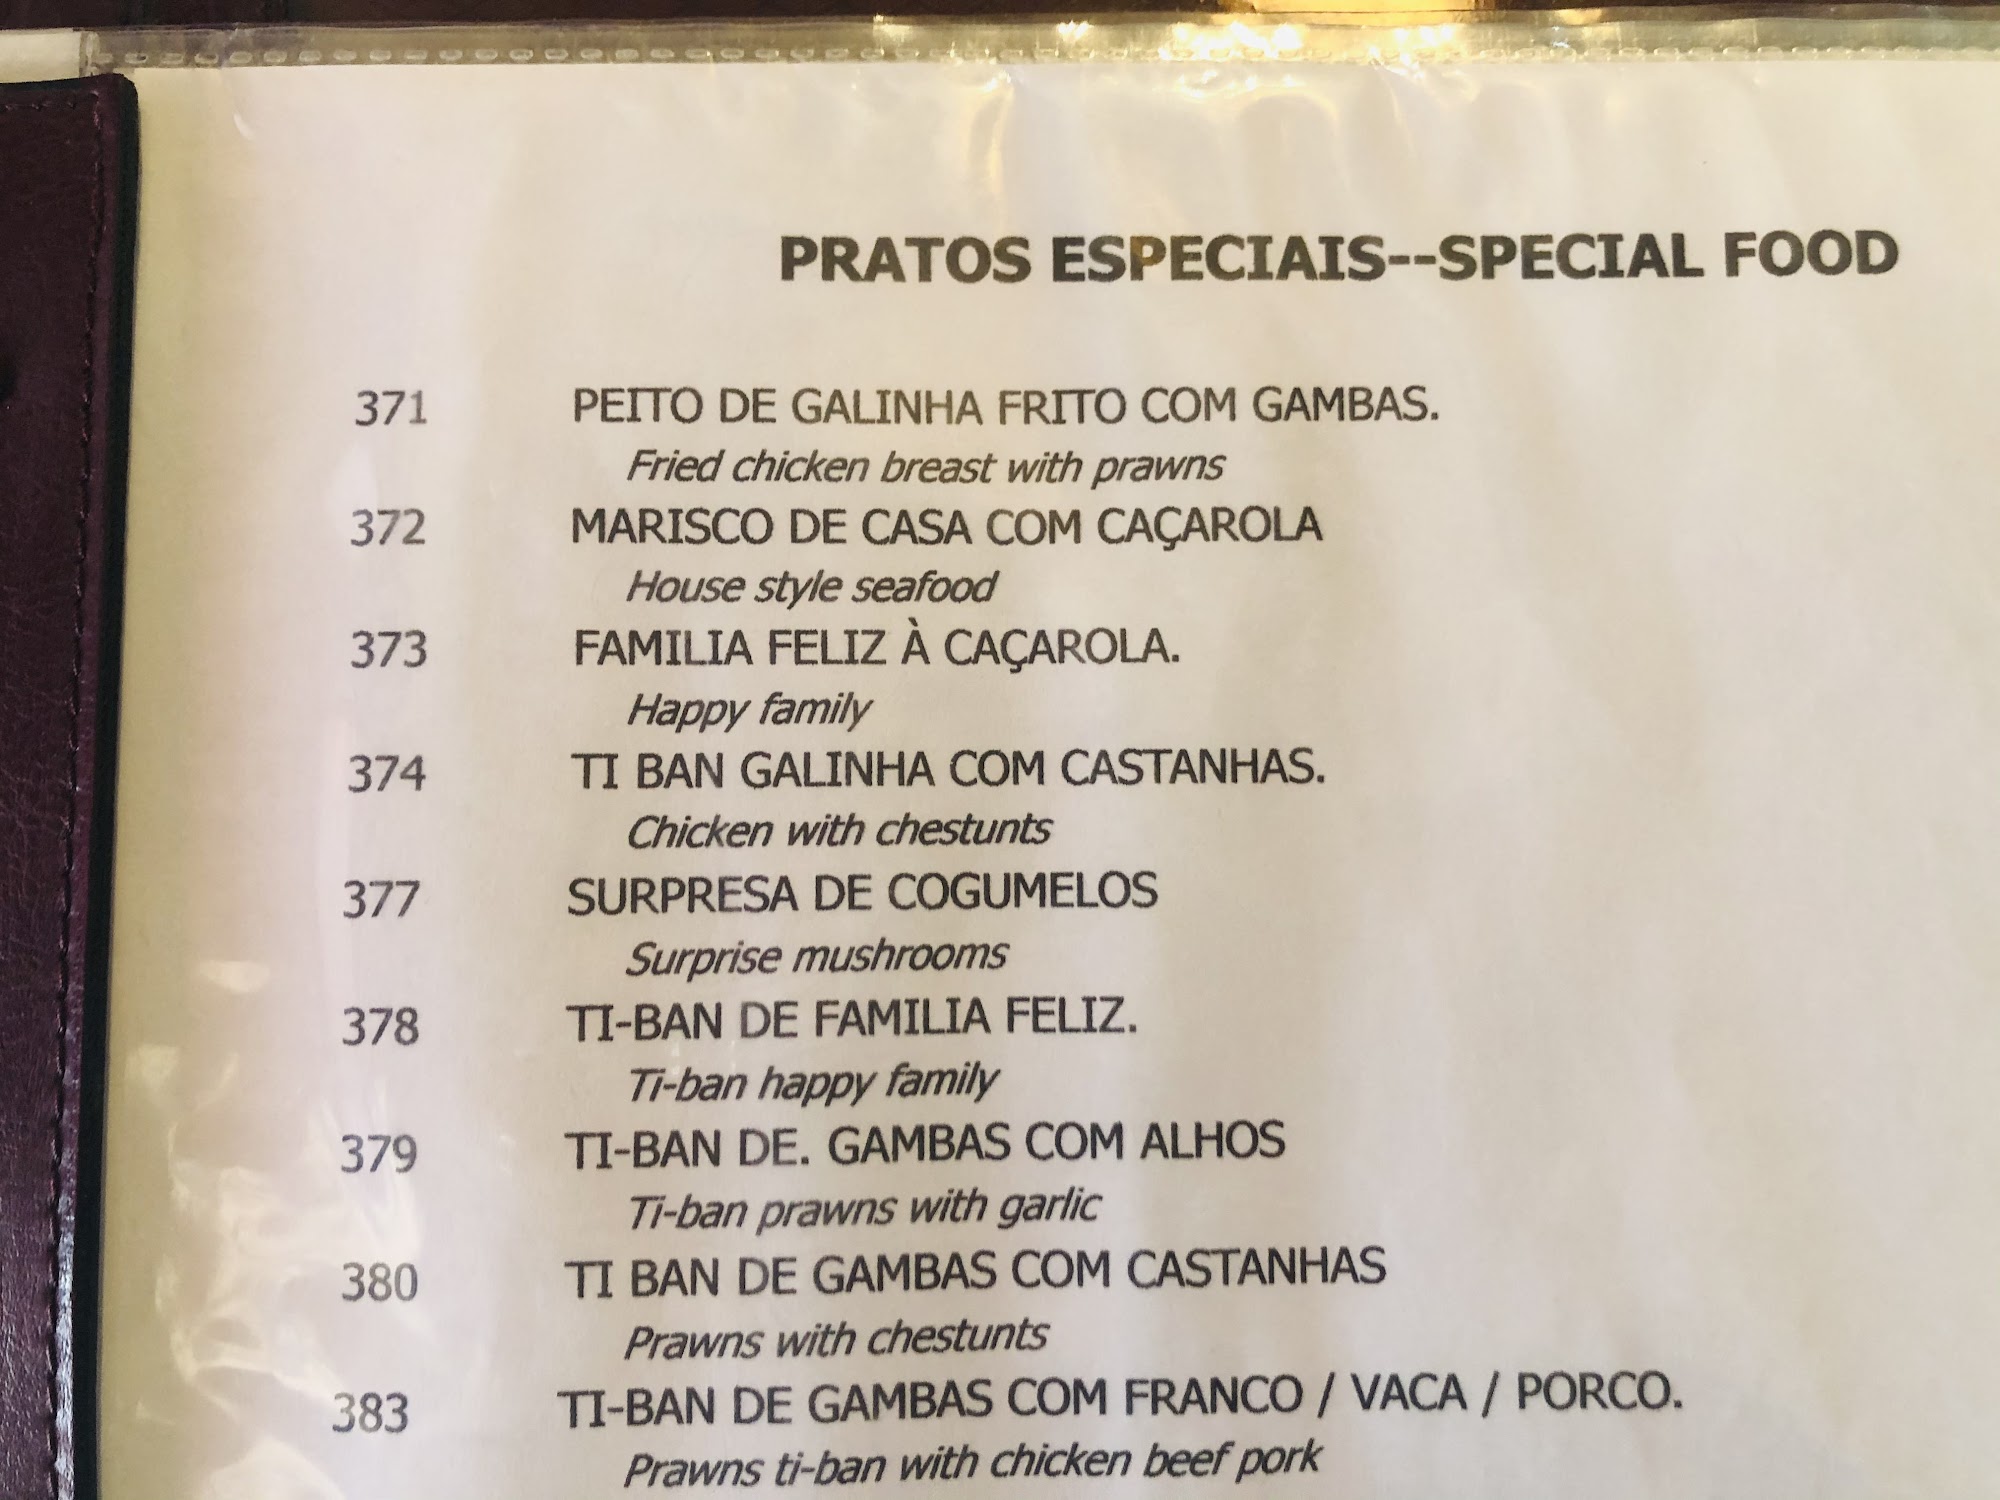 PRATOS ESPECIAIS--SPECIAL FOOD
371 PEITO DE GALINHA FRITO COM GAMBAS.
Fried chicken breast with prawns
372 MARISCO DE CASA COM CAÇAROLA
House style seafood
373 FAMILIA FELIZ À CAÇAROLA.
Happy family
374 TI BAN GALINHA COM CASTANHAS.
Chicken with chestunts
377 SURPRESA DE COGUMELOS
Surprise mushrooms
378 TI-BAN DE FAMILIA FELIZ.
Ti-ban happy family
379 TI-BAN DE. GAMBAS COM ALHOS
Ti-ban prawns with garlic
380 TI BAN DE GAMBAS COM CASTANHAS
Prawns with chestunts
383 TI-BAN DE GAMBAS COM FRANCO / VACA / PORCO.
Prawns ti-ban with chicken beef pork